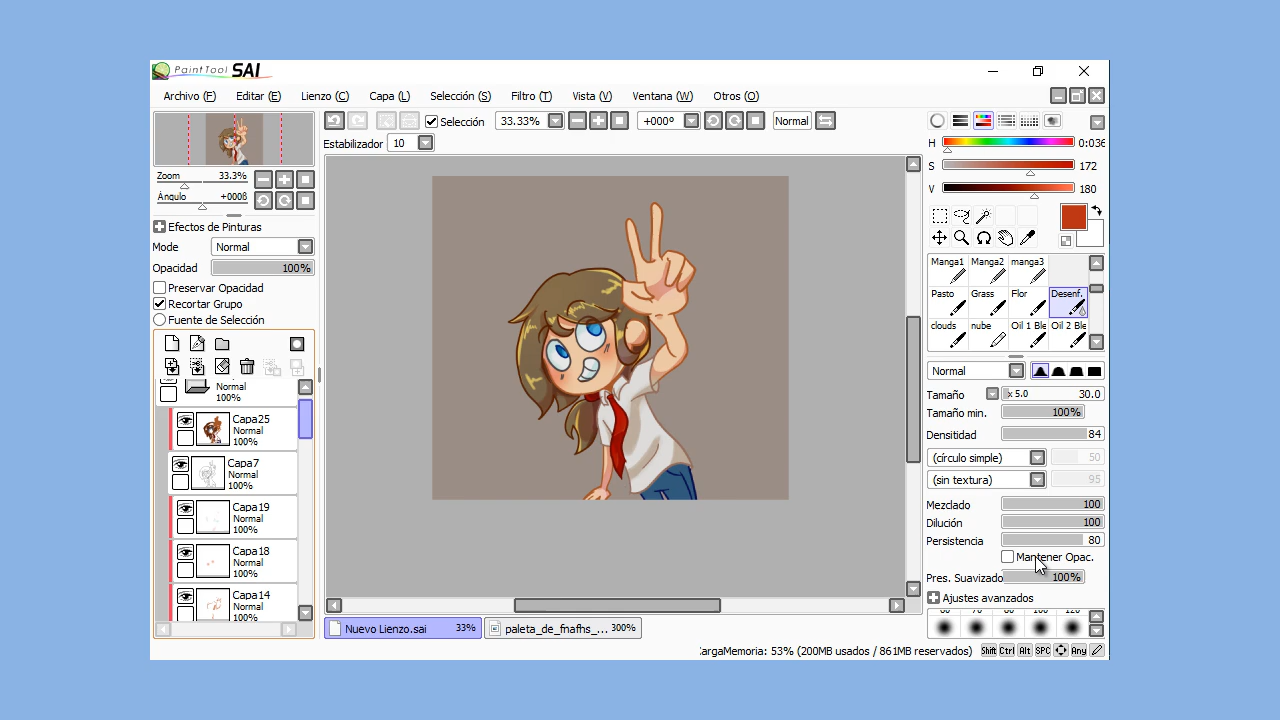 PaintTool SAI
Archivo (F) Editar (E) Lienzo (C) Capa (L) Selección (S) Filtro (T) Vista (V) Ventana (W) Otros (O)
Selección 33.33% +000º Normal
Estabilizador 10
Zoom 33.3%
Ángulo +000ß
Efectos de Pinturas
Mode Normal
Opacidad 100%
Preservar Opacidad
Recortar Grupo
Fuente de Selección
Normal
100%
Capa25
Normal
100%
Capa7
Normal
100%
Capa19
Normal
100%
Capa18
Normal
100%
Capa14
Normal
100%
H 0:036
S 172
V 180
Manga1 Manga2 manga3
Pasto Grass Flor Desenf.
clouds nube Oil 1 Ble Oil 2 Ble
Normal
Tamaño x 5.0 30.0
Tamaño min. 100%
Densitidad 84
(círculo simple) 50
(sin textura) 95
Mezclado 100
Dilución 100
Persistencia 80
Mantener Opac.
Pres. Suavizado 100%
Ajustes avanzados
Nuevo Lienzo.sai 33% paleta_de_fnafhs_... 300%
argaMemoria: 53% (200MB usados / 861MB reservados) Shift Ctrl Alt SPC Any